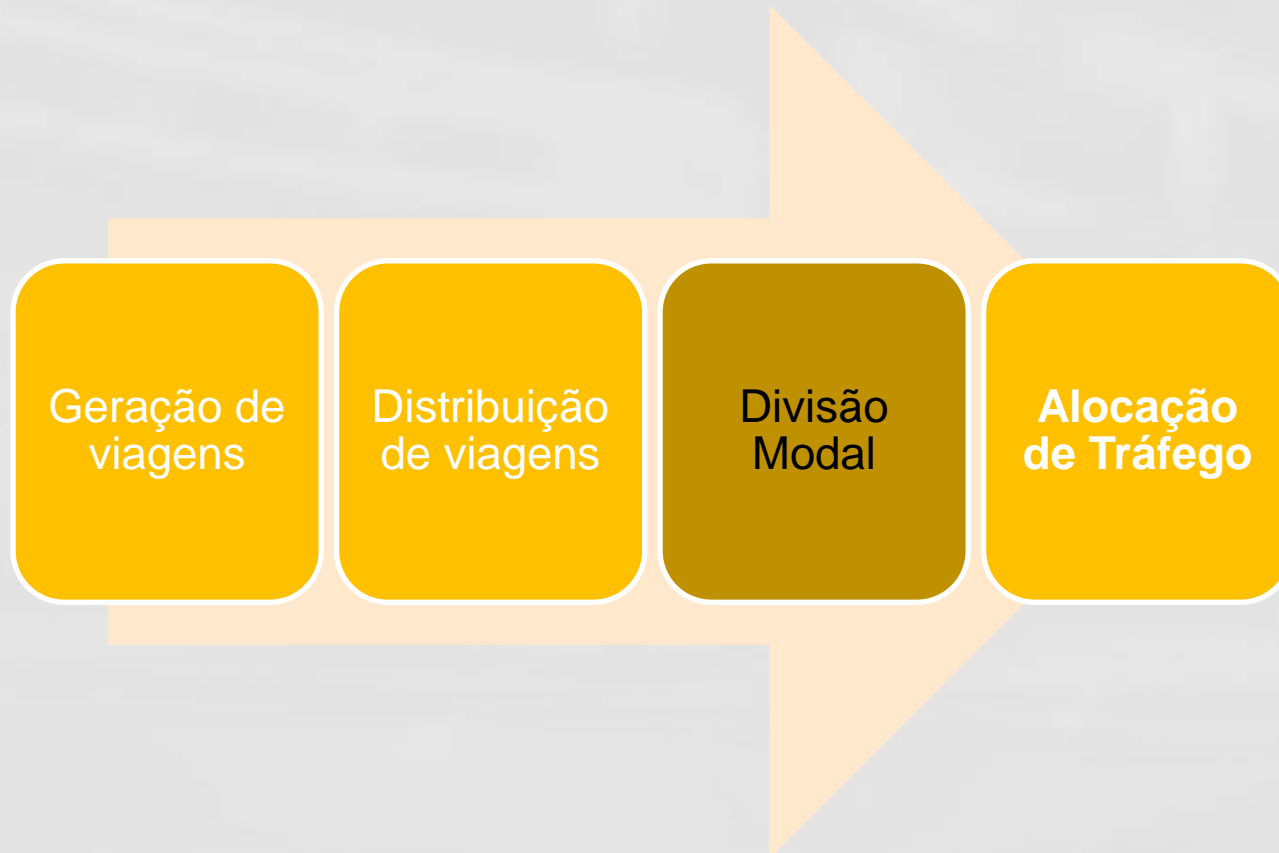 Geração de
viagens
Distribuição
de viagens
Divisão
Modal
Alocação
de Tráfego